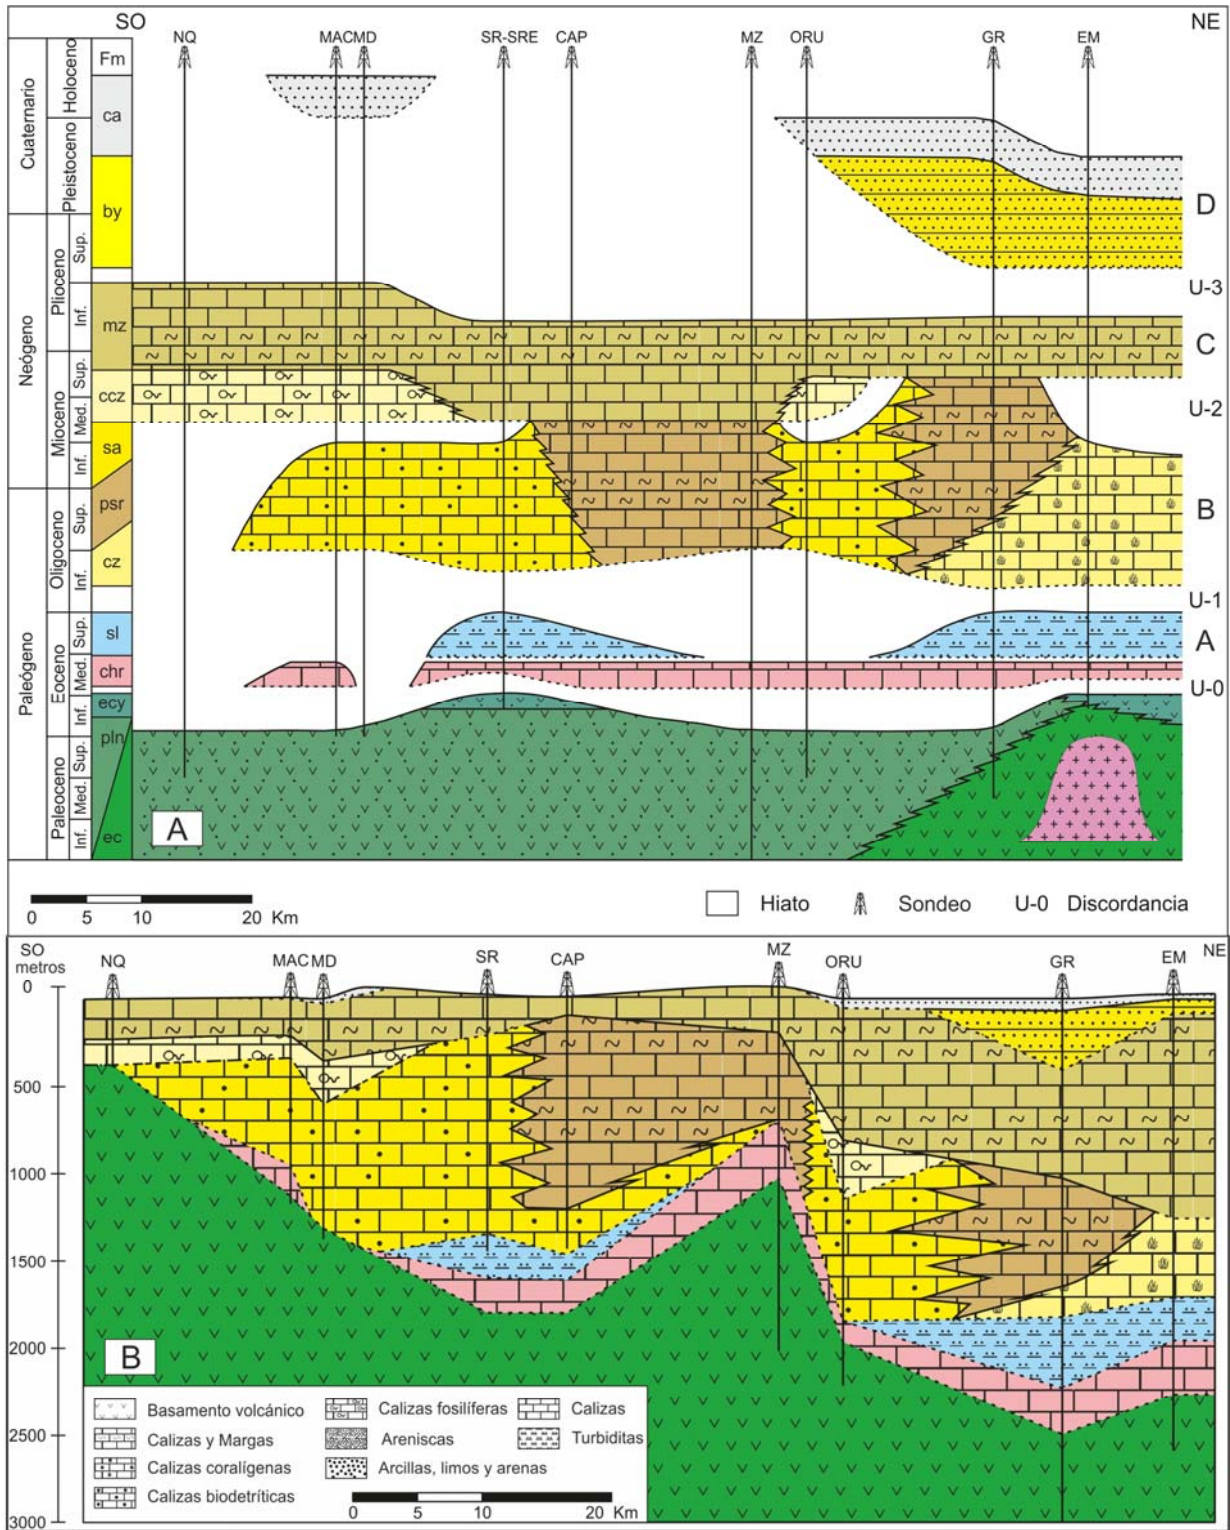 SO NE
NQ MAC MD SR-SRE CAP MZ ORU GR EM
Fm
Cuaternario
Holoceno
Pleistoceno
ca
by
Neógeno
Plioceno
Sup.
Inf.
mz
Mioceno
Sup.
Med.
Inf.
ccz
sa
Paleógeno
Oligoceno
Sup.
Inf.
psr
cz
Eoceno
Sup.
Med.
Inf.
sl
chr
ecy
Paleoceno
Sup.
Med.
Inf.
pln
ec
D
U-3
C
U-2
B
U-1
A
U-0
A
0 5 10 20 Km
Hiato
Sondeo
U-0 Discordancia
SO NE
metros
NQ MAC MD SR CAP MZ ORU GR EM
0
500
1000
1500
2000
2500
3000
B
Basamento volcánico
Calizas fosilíferas
Calizas
Calizas y Margas
Areniscas
Turbiditas
Calizas coralígenas
Arcillas, limos y arenas
Calizas biodetríticas
0 5 10 20 Km